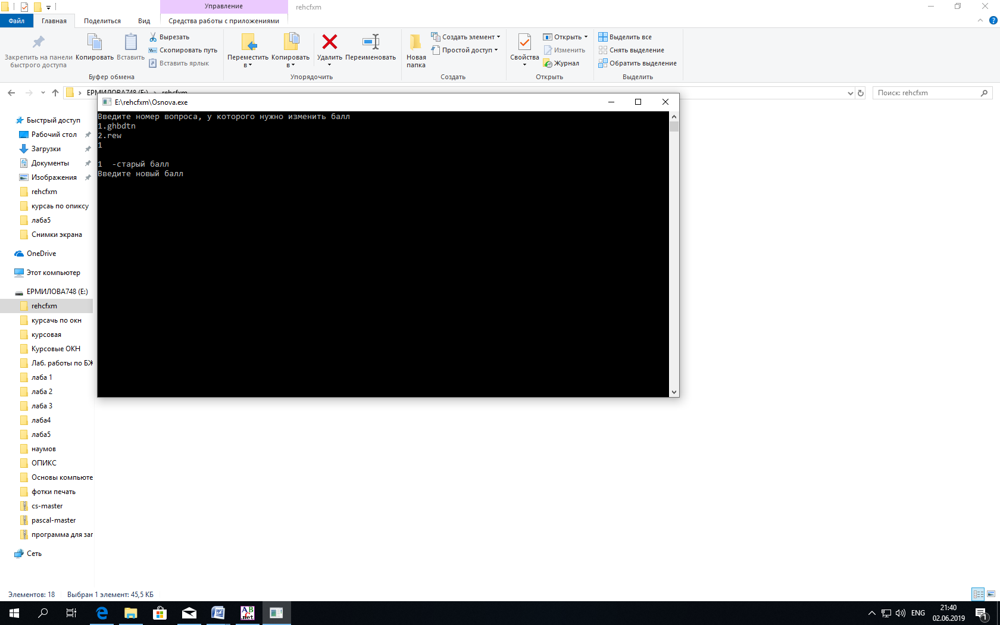 Управление
rehcfxm
Файл
Главная
Поделиться
Вид
Средства работы с приложениями
Закрепить на панели быстрого доступа
Копировать
Вставить
Вырезать
Скопировать путь
Вставить ярлык
Буфер обмена
Переместить в
Копировать в
Удалить
Переименовать
Упорядочить
Новая папка
Создать элемент
Простой доступ
Создать
Свойства
Открыть
Изменить
Журнал
Открыть
Выделить все
Снять выделение
Обратить выделение
Выделить
ЕРМИЛОВА748 (E:)
rehcfxm
Поиск: rehcfxm
E:\rehcfxm\Osnova.exe
Введите номер вопроса, у которого нужно изменить балл
1.ghbdtn
2.rew
1
1 -старый балл
Введите новый балл
Быстрый доступ
Рабочий стол
Загрузки
Документы
Изображения
rehcfxm
курсаь по опиксу
лаба5
Снимки экрана
OneDrive
Этот компьютер
ЕРМИЛОВА748 (E:)
rehcfxm
курсачь по окн
курсовая
Курсовые ОКН
Лаб. работы по БЖ
лаба 1
лаба 2
лаба 3
лаба4
лаба5
наумов
ОПИКС
Основы компьюте
фотки печать
cs-master
pascal-master
программа для заг
Сеть
Элементов: 18
Выбран 1 элемент: 45,5 КБ
ABC.net
ENG
21:40
02.06.2019
1